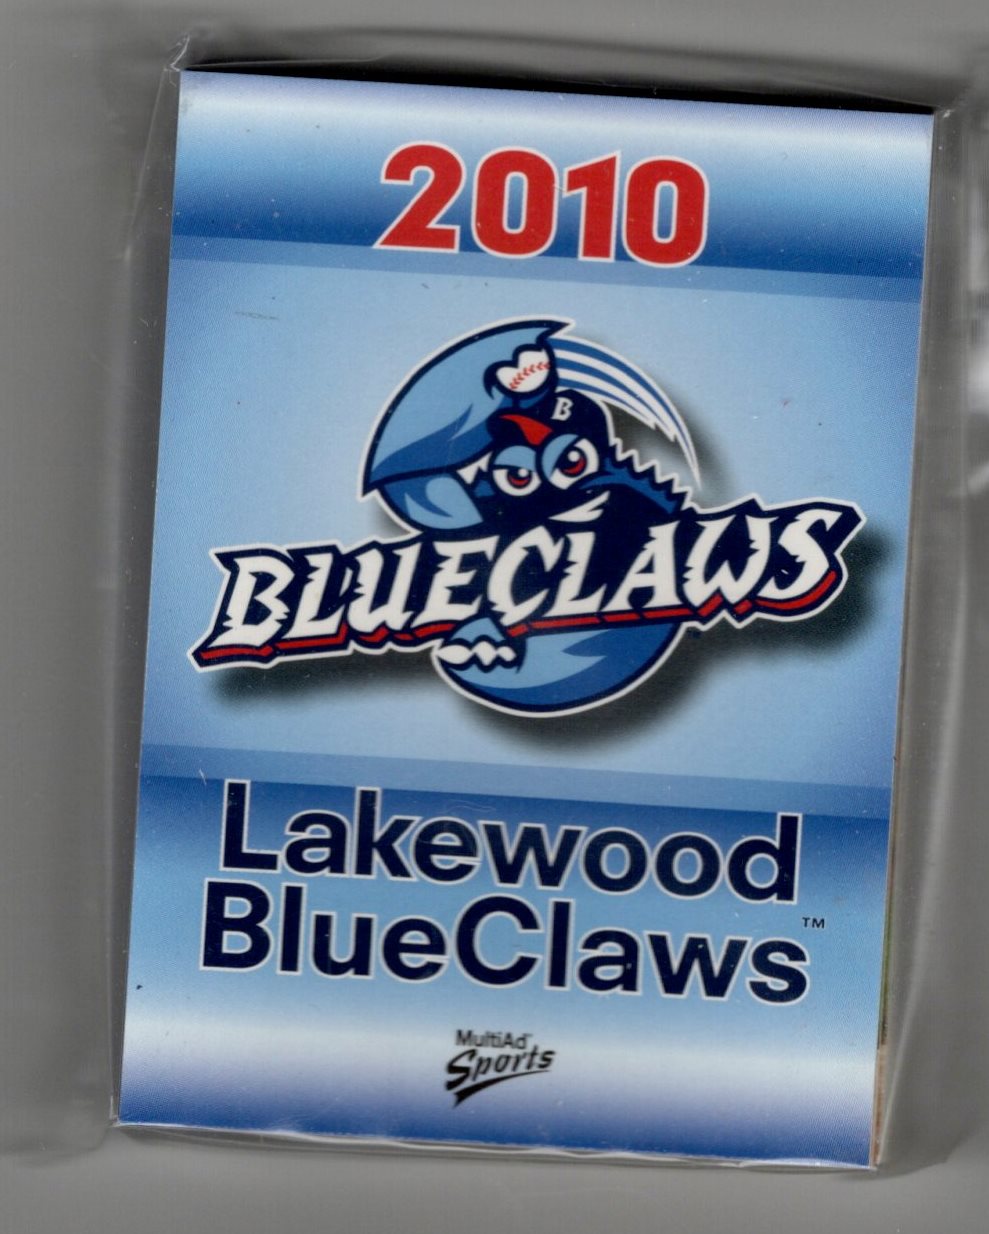 2010
B
BLUECLAWS
Lakewood
BlueClaws™
MultiAd
Sports